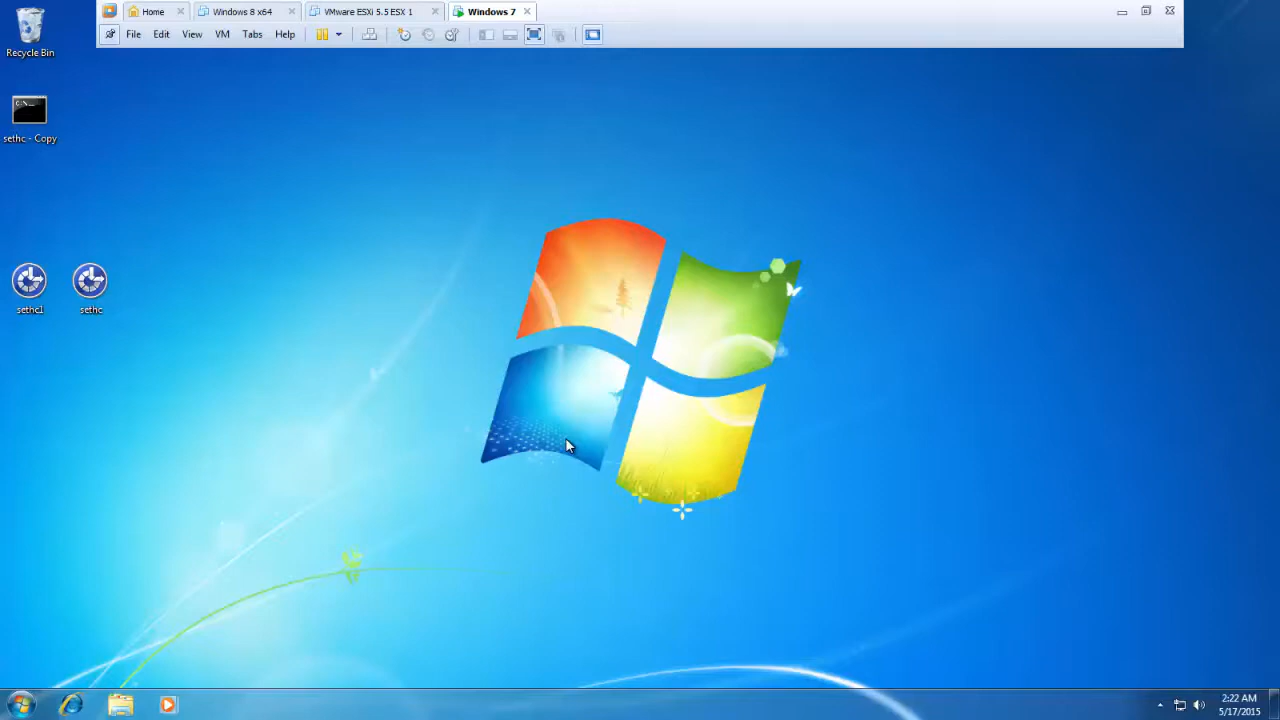 Home
Windows 8 x64
VMware ESXi 5.5 ESX 1
Windows 7
File Edit View VM Tabs Help
Recycle Bin
C:\_
sethc - Copy
sethc1
sethc
2:22 AM
5/17/2015